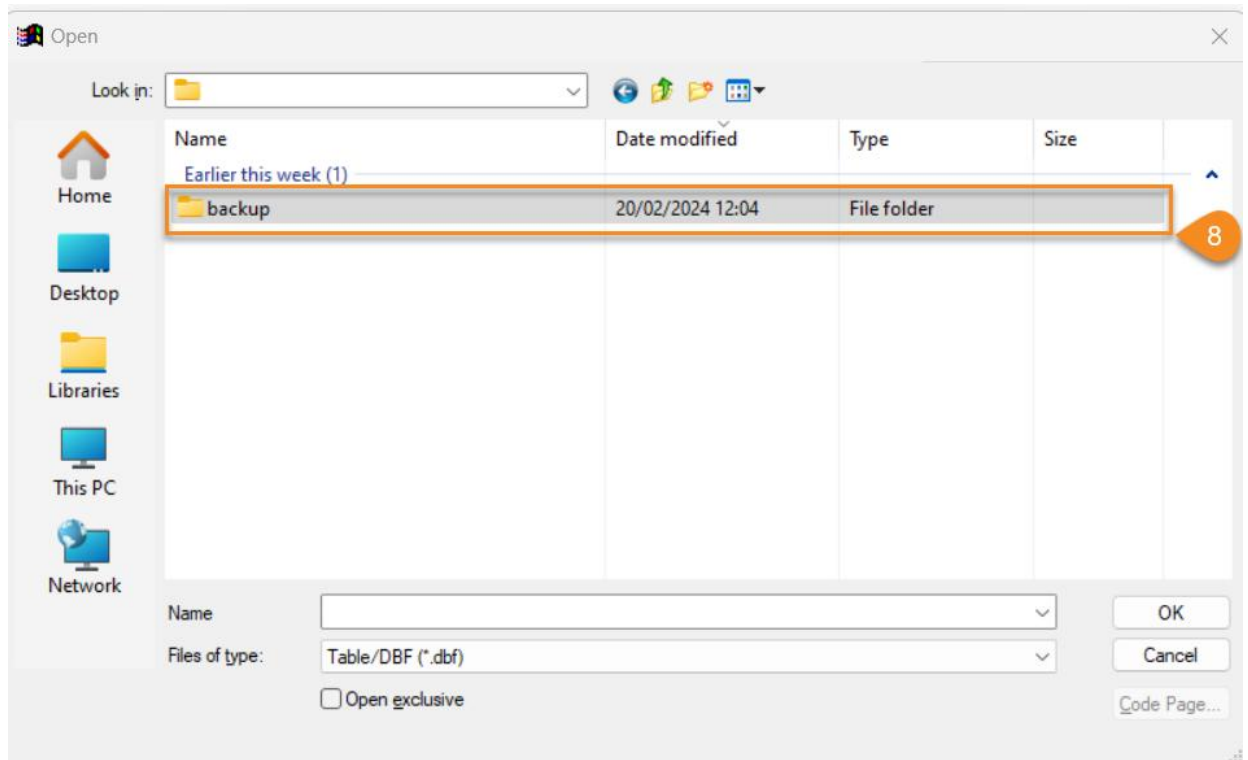 Open
Look in:
Name Date modified Type Size
Earlier this week (1)
backup 20/02/2024 12:04 File folder
8
Home
Desktop
Libraries
This PC
Network
Name OK
Files of type: Table/DBF (*.dbf) Cancel
Open exclusive Code Page...